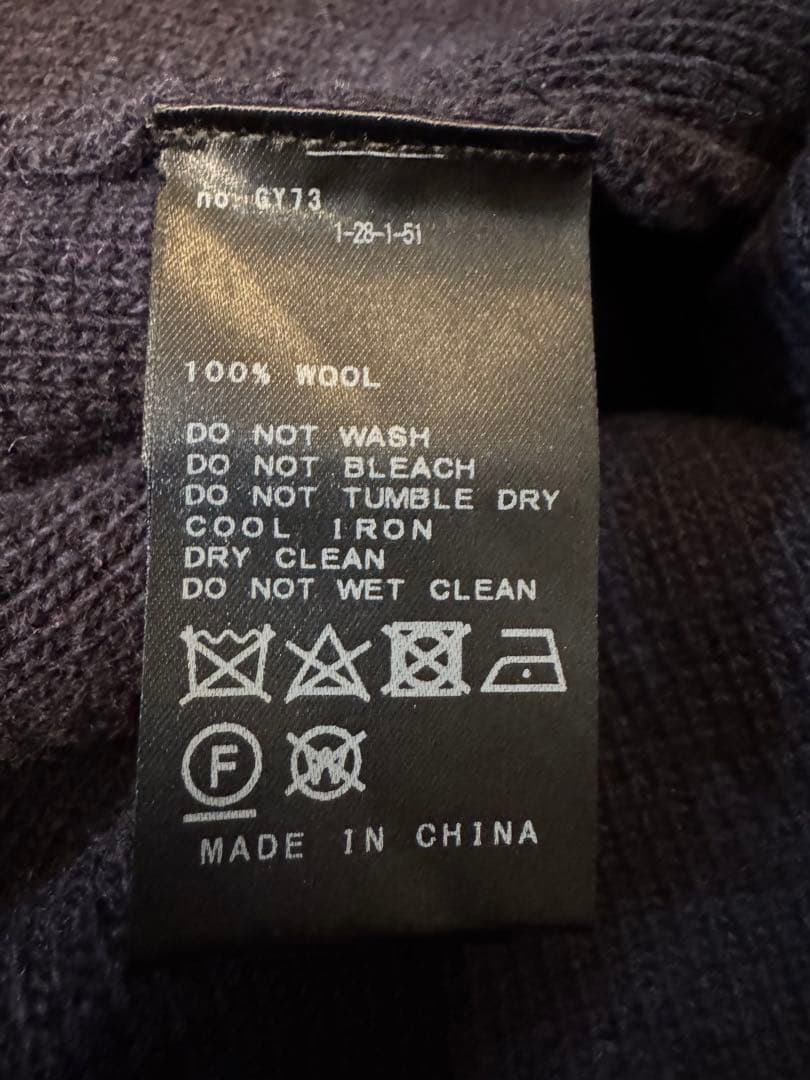 no. GY73
1-28-1-51
100% WOOL
DO NOT WASH
DO NOT BLEACH
DO NOT TUMBLE DRY
COOL IRON
DRY CLEAN
DO NOT WET CLEAN
F W
MADE IN CHINA